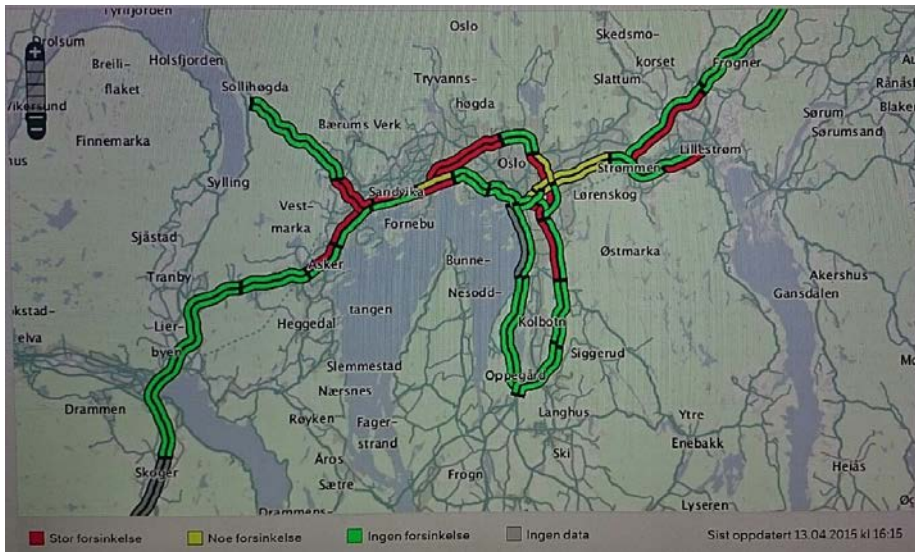 Tyrifjorden
Oslo
Skedsmo-
korset
Drolsum
Breili-
flaket
Holsfjorden
Frogner
Tryvanns-
høgda
Slattum
Sollihøgda
Vikersund
Bærums Verk
Sørum
Sørumsand
Blaker
Finnemarka
Lillestrøm
Oslo
Strømmen
Sylling
Sandvika
Lørenskog
Vest-
marka
Fornebu
Sjåstad
Østmarka
Asker
Bunne-
Tranby
Akershus
Nesodd-
Gansdalen
tangen
Lier-
byen
Heggedal
Kolbotn
Siggerud
Slemmestad
Oppegård
Nærsnes
Drammen
Røyken
Fager-
strand
Langhus
Ytre
Enebakk
Ski
Åros
Skoger
Sætre
Frogn
Heiås
Lyseren
Drammens-
Stor forsinkelse
Noe forsinkelse
Ingen forsinkelse
Ingen data
Sist oppdatert 13.04.2015 kl 16:15